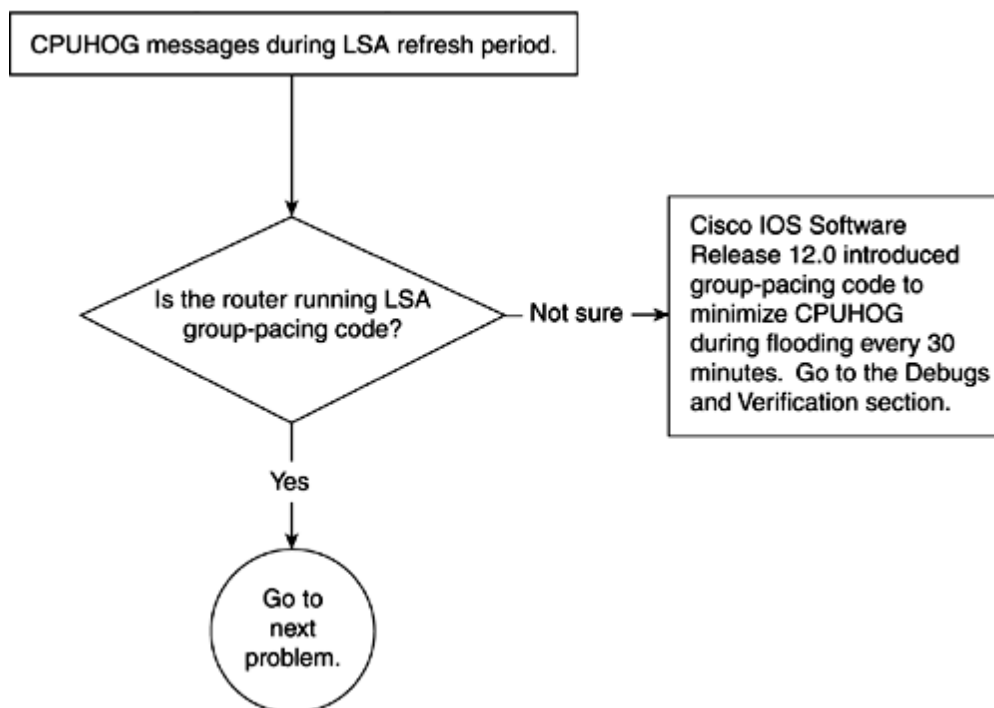 CPUHOG messages during LSA refresh period.
Is the router running LSA
group-pacing code?
Not sure
Cisco IOS Software
Release 12.0 introduced
group-pacing code to
minimize CPUHOG
during flooding every 30
minutes. Go to the Debugs
and Verification section.
Yes
Go to
next
problem.